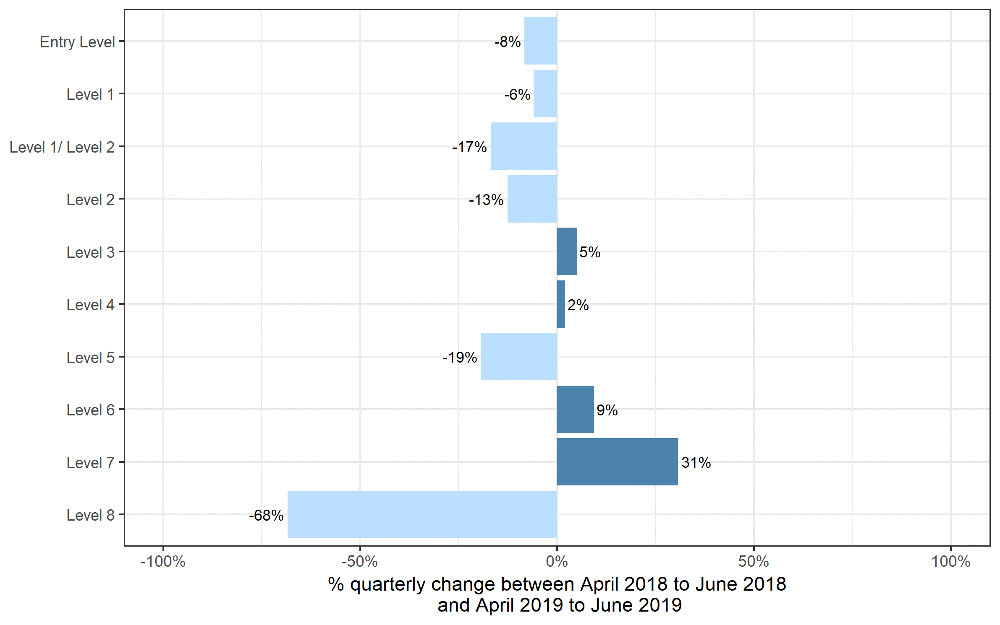 Entry Level
-8%
Level 1
-6%
Level 1/ Level 2
-17%
Level 2
-13%
Level 3
5%
Level 4
2%
Level 5
-19%
Level 6
9%
Level 7
31%
Level 8
-68%
-100%
-50%
0%
50%
100%
% quarterly change between April 2018 to June 2018
and April 2019 to June 2019